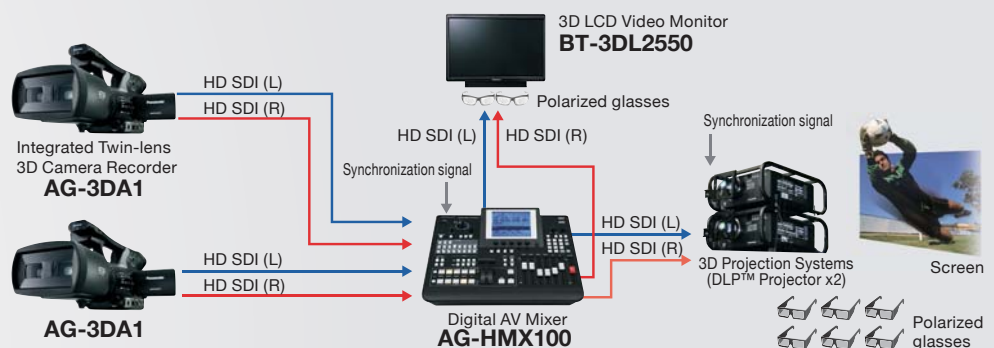 3D LCD Video Monitor
BT-3DL2550
Polarized glasses
HD SDI (L)
HD SDI (R)
Integrated Twin-lens
3D Camera Recorder
AG-3DA1
HD SDI (L)
HD SDI (R)
AG-3DA1
HD SDI (L)
HD SDI (R)
Synchronization signal
Digital AV Mixer
AG-HMX100
HD SDI (L)
HD SDI (R)
Synchronization signal
3D Projection Systems
(DLP™ Projector x2)
Screen
Polarized
glasses